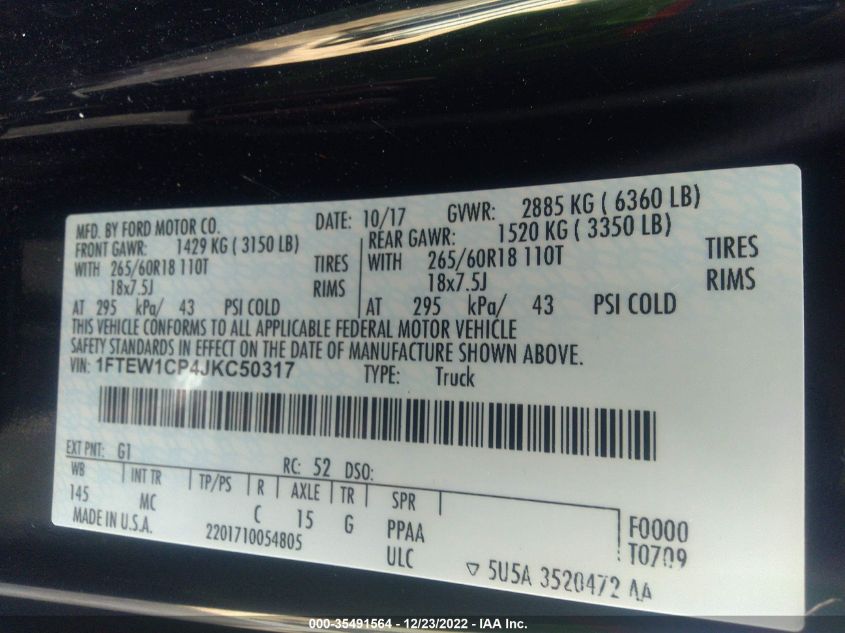 MFD. BY FORD MOTOR CO. DATE: 10/17 GVWR: 2885 KG ( 6360 LB)
FRONT GAWR: 1429 KG ( 3150 LB) REAR GAWR: 1520 KG ( 3350 LB)
WITH 265/60R18 110T TIRES WITH 265/60R18 110T TIRES
18x7.5J RIMS 18x7.5J RIMS
AT 295 kPa/ 43 PSI COLD AT 295 kPa/ 43 PSI COLD
THIS VEHICLE CONFORMS TO ALL APPLICABLE FEDERAL MOTOR VEHICLE
SAFETY STANDARDS IN EFFECT ON THE DATE OF MANUFACTURE SHOWN ABOVE.
VIN: 1FTEW1CP4JKC50317 TYPE: Truck
EXT PNT: G1 RC: 52 DSO:
WB INT TR TP/PS R AXLE TR SPR
145 MC C 15 G PPAA F0000
MADE IN U.S.A. 2201710054805 ULC T0709
▽ 5U5A 3520472 AA
000-35491564 - 12/23/2022 - IAA Inc.